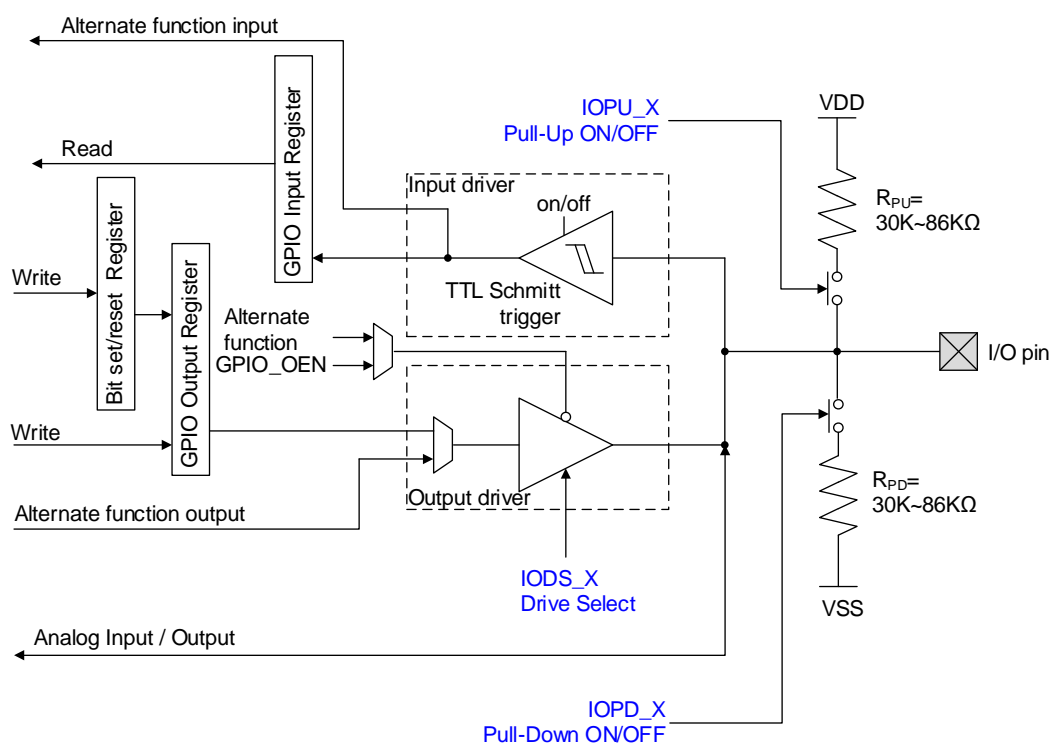 Alternate function input
IOPU_X
Pull-Up ON/OFF
VDD
Read
GPIO Input Register
Input driver
on/off
R_PU=
30K~86KΩ
Bit set/reset Register
GPIO Output Register
Write
TTL Schmitt
trigger
Alternate
function
GPIO_OEN
I/O pin
Write
Output driver
R_PD=
30K~86KΩ
Alternate function output
IODS_X
Drive Select
VSS
Analog Input / Output
IOPD_X
Pull-Down ON/OFF